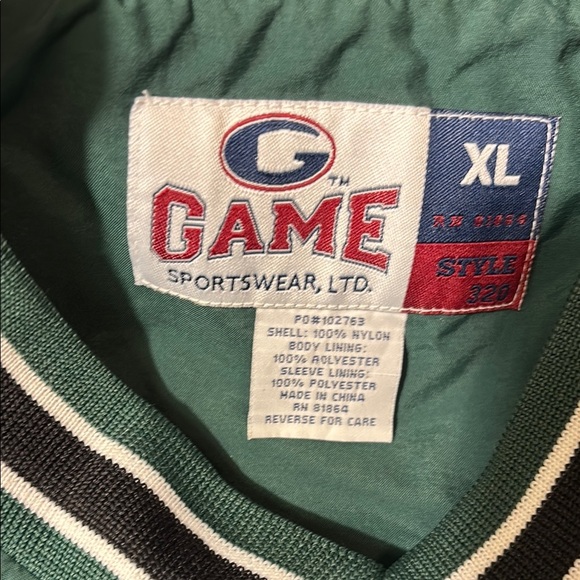 G
TM
GAME
SPORTSWEAR, LTD.
XL
STYLE
320
PO#102763
SHELL: 100% NYLON
BODY LINING:
100% POLYESTER
SLEEVE LINING:
100% POLYESTER
MADE IN CHINA
RN 81864
REVERSE FOR CARE